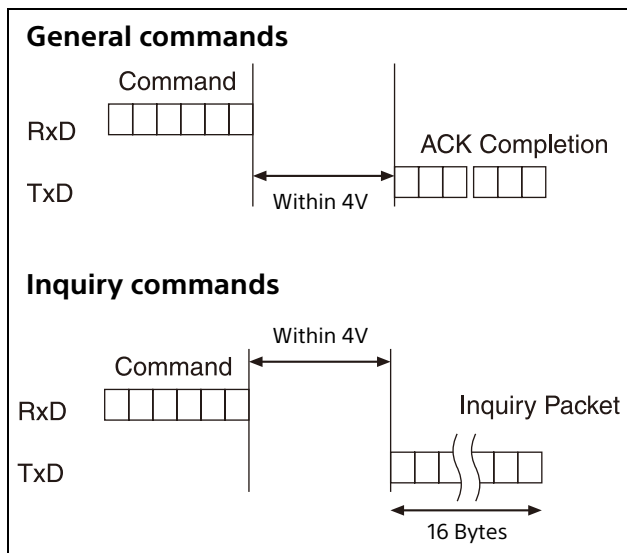 General commands
Command
RxD
ACK Completion
TxD
Within 4V
Inquiry commands
Within 4V
Command
RxD
Inquiry Packet
TxD
16 Bytes